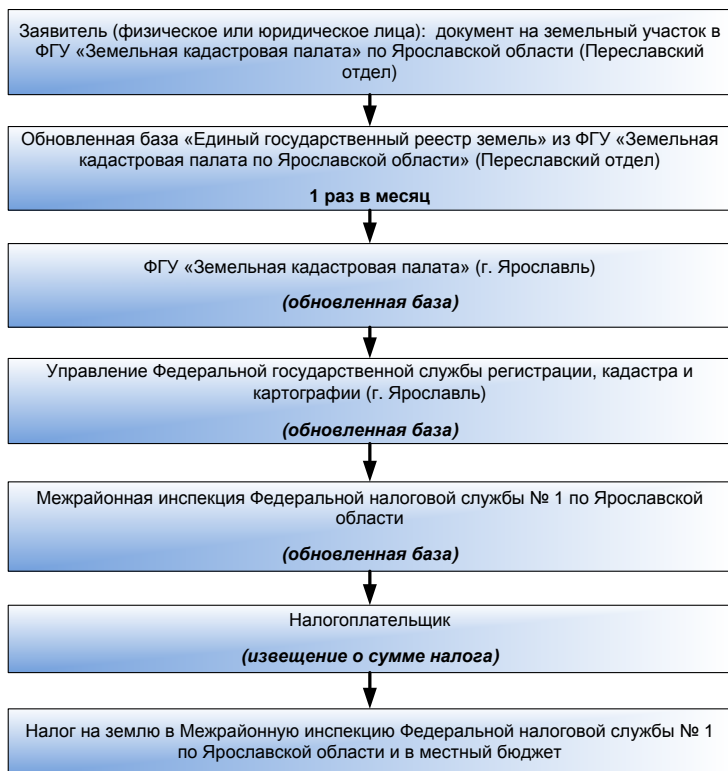 Заявитель (физическое или юридическое лица): документ на земельный участок в
ФГУ «Земельная кадастровая палата» по Ярославской области (Переславский
отдел)
Обновленная база «Единый государственный реестр земель» из ФГУ «Земельная
кадастровая палата по Ярославской области» (Переславский отдел)
1 раз в месяц
ФГУ «Земельная кадастровая палата» (г. Ярославль)
(обновленная база)
Управление Федеральной государственной службы регистрации, кадастра и
картографии (г. Ярославль)
(обновленная база)
Межрайонная инспекция Федеральной налоговой службы № 1 по Ярославской
области
(обновленная база)
Налогоплательщик
(извещение о сумме налога)
Налог на землю в Межрайонную инспекцию Федеральной налоговой службы № 1
по Ярославской области и в местный бюджет